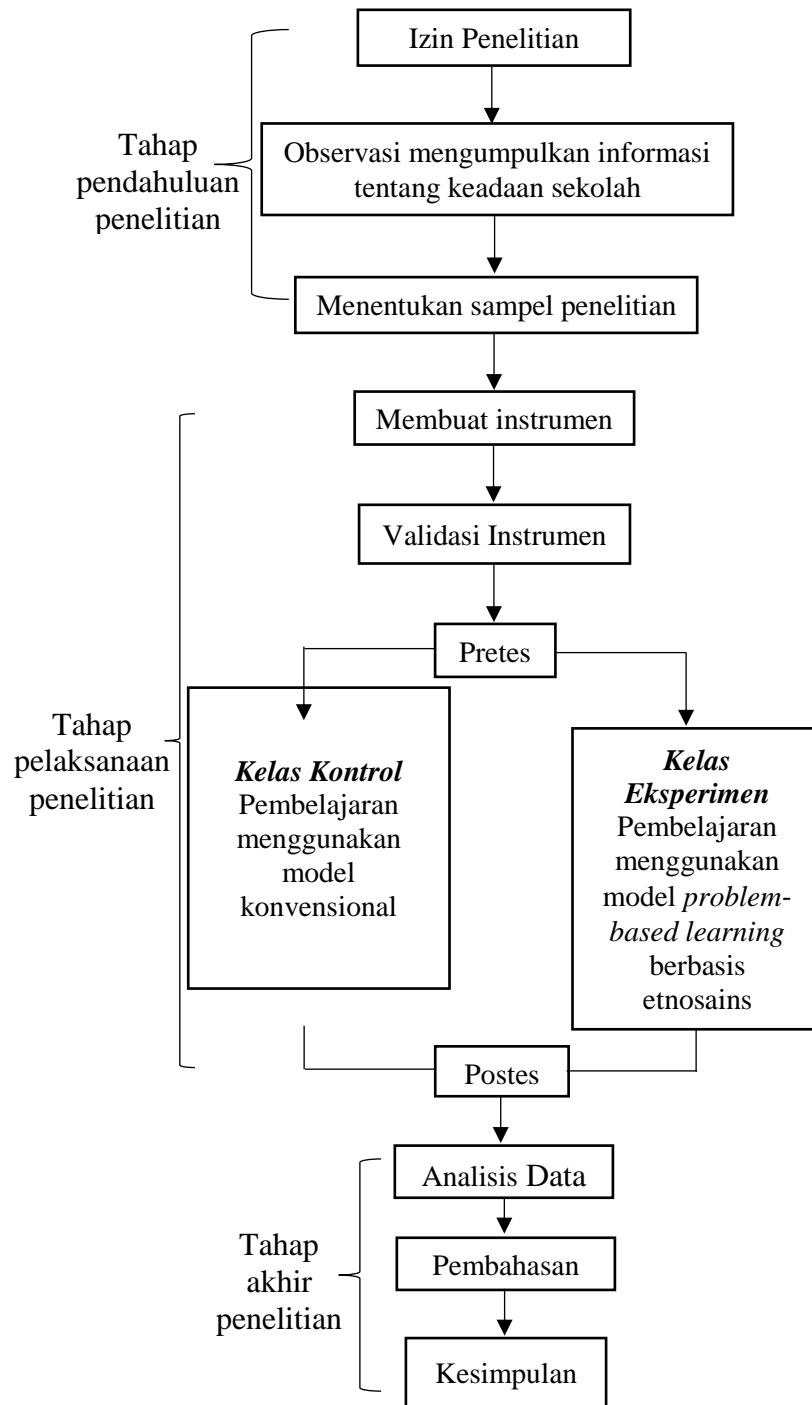 Izin Penelitian
Tahap
pendahuluan
penelitian
Observasi mengumpulkan informasi
tentang keadaan sekolah
Menentukan sampel penelitian
Membuat instrumen
Validasi Instrumen
Pretes
Tahap
pelaksanaan
penelitian
Kelas Kontrol
Pembelajaran
menggunakan
model
konvensional
Kelas
Eksperimen
Pembelajaran
menggunakan
model problem-
based learning
berbasis
etnosains
Postes
Tahap
akhir
penelitian
Analisis Data
Pembahasan
Kesimpulan